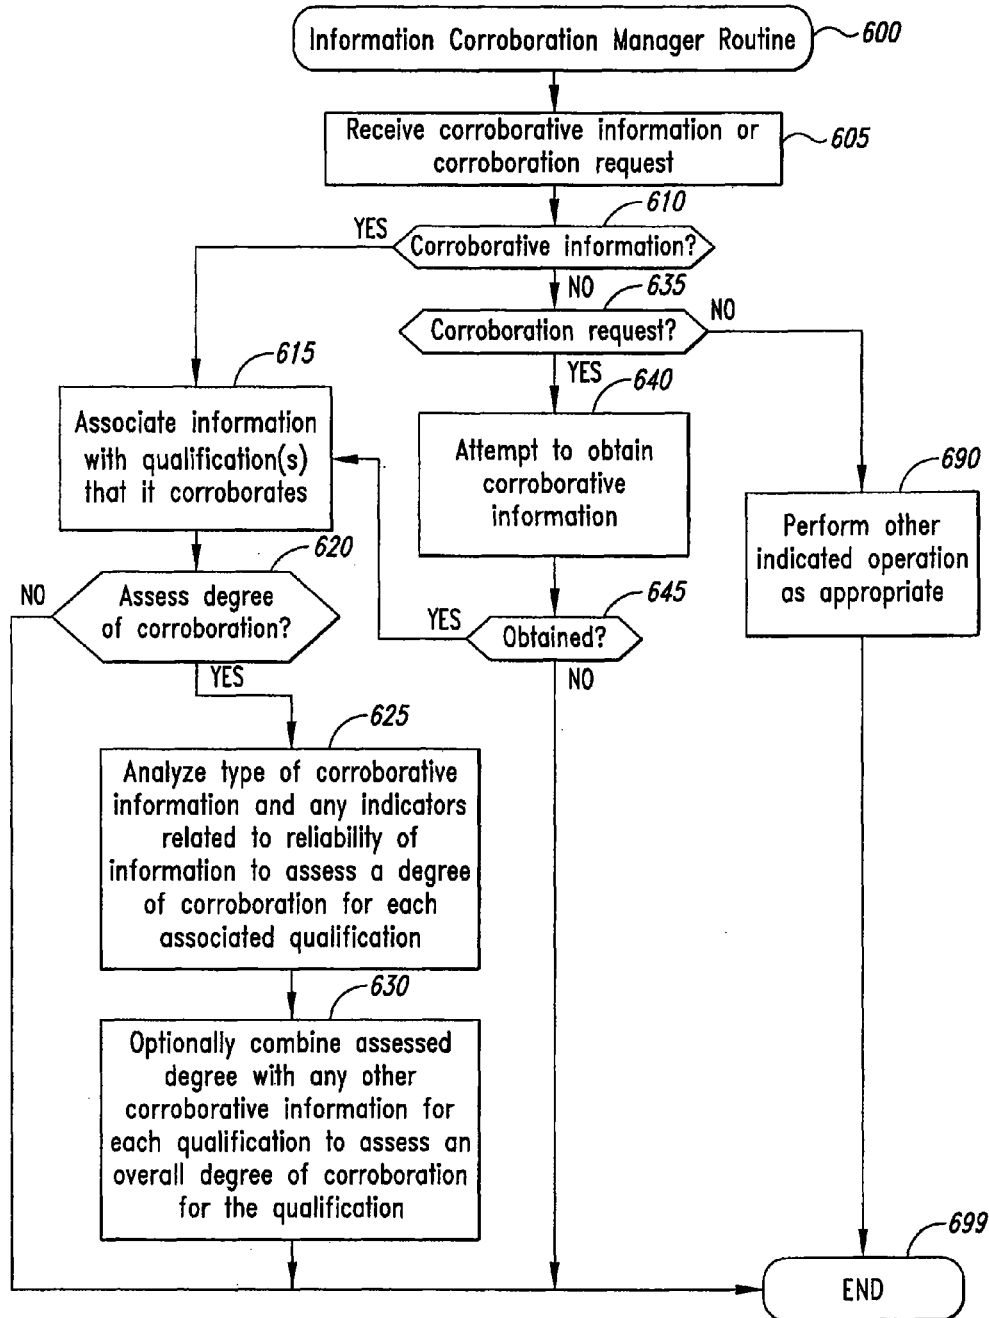 Information Corroboration Manager Routine
600
Receive corroborative information or
corroboration request
605
610
YES
Corroborative information?
NO
635
NO
Corroboration request?
615
YES
640
Associate information
with qualification(s)
that it corroborates
Attempt to obtain
corroborative
information
690
Perform other
indicated operation
as appropriate
620
NO
Assess degree
of corroboration?
645
YES
Obtained?
YES
NO
625
Analyze type of corroborative
information and any indicators
related to reliability of
information to assess a degree
of corroboration for each
associated qualification
630
Optionally combine assessed
degree with any other
corroborative information for
each qualification to assess an
overall degree of corroboration
for the qualification
699
END